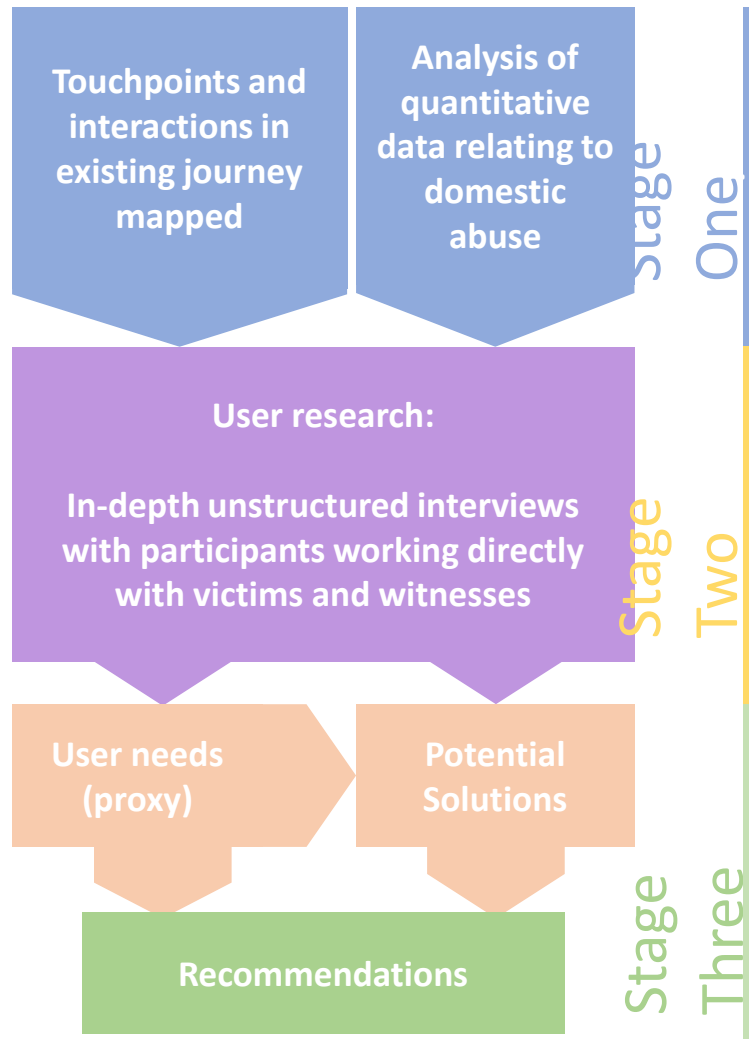 Touchpoints and
interactions in
existing journey
mapped
Analysis of
quantitative
data relating to
domestic
abuse
Stage
One
User research:
In-depth unstructured interviews
with participants working directly
with victims and witnesses
Stage
Two
User needs
(proxy)
Potential
Solutions
Stage
Three
Recommendations